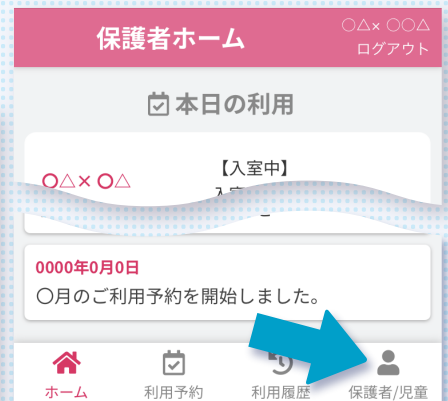 保護者ホーム
○△× ○○△
ログアウト
本日の利用
○△× ○△
【入室中】
0000年0月0日
○月のご利用予約を開始しました。
ホーム
利用予約
利用履歴
保護者/児童